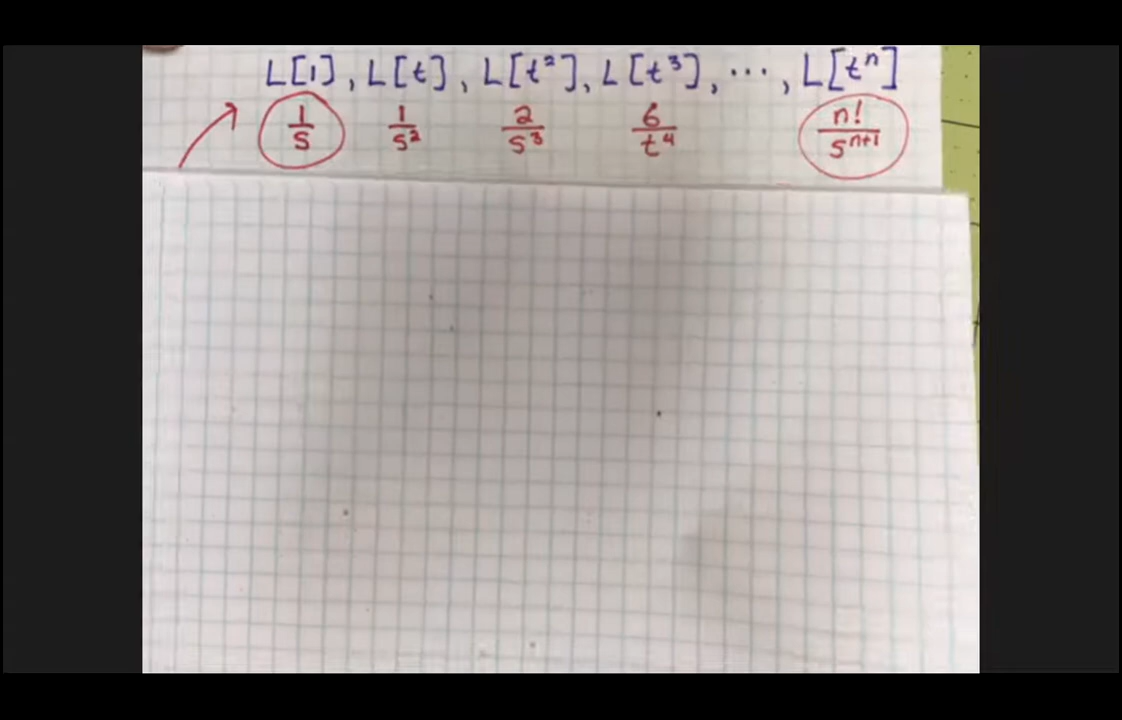 L[1], L[t], L[t²], L[t³], ..., L[tⁿ]
1/s 1/s² 2/s³ 6/t⁴ n!/sⁿ⁺¹